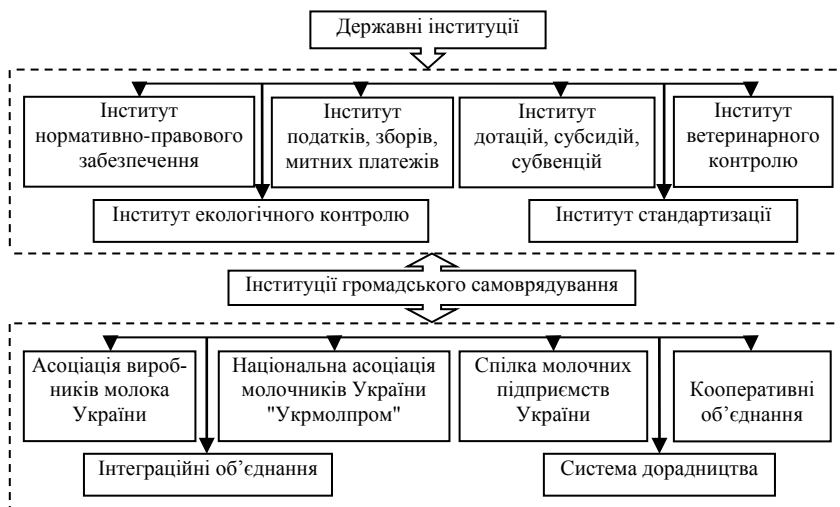 Державні інституції
Інститут
нормативно-правового
забезпечення
Інститут
податків, зборів,
митних платежів
Інститут
дотацій, субсидій,
субвенцій
Інститут
ветеринарного
контролю
Інститут екологічного контролю
Інститут стандартизації
Інституції громадського самоврядування
Асоціація вироб-
ників молока
України
Національна асоціація
молочників України
"Укрмолпром"
Спілка молочних
підприємств
України
Кооперативні
об’єднання
Інтеграційні об’єднання
Система дорадництва